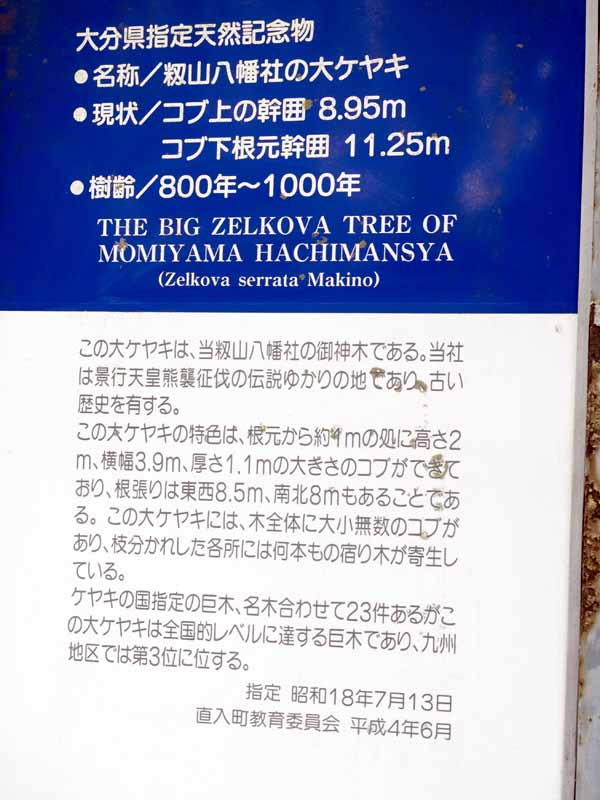 大分県指定天然記念物
●名称／籾山八幡社の大ケヤキ
●現状／コブ上の幹囲 8.95m
コブ下根元幹囲 11.25m
●樹齢／800年～1000年
THE BIG ZELKOVA TREE OF
MOMIYAMA HACHIMANSYA
(Zelkova serrata Makino)
この大ケヤキは、当籾山八幡社の御神木である。当社
は景行天皇熊襲征伐の伝説ゆかりの地であり、古い
歴史を有する。
この大ケヤキの特色は、根元から約1mの処に高さ2
m、横幅3.9m、厚さ1.1mの大きさのコブができて
おり、根張りは東西8.5m、南北8mもあることであ
る。この大ケヤキには、木全体に大小無数のコブが
あり、枝分かれした各所には何本もの宿り木が寄生し
ている。
ケヤキの国指定の巨木、名木合わせて23件あるがこ
の大ケヤキは全国的レベルに達する巨木であり、九州
地区では第3位に位する。
指定 昭和18年7月13日
直入町教育委員会 平成4年6月